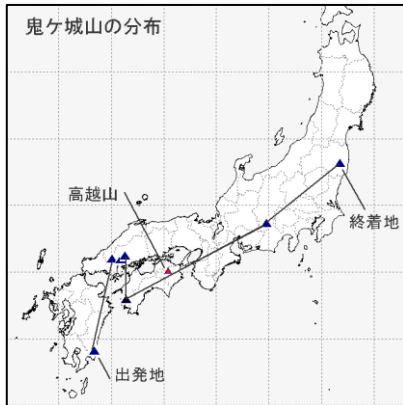 鬼ケ城山の分布
高越山
終着地
出発地